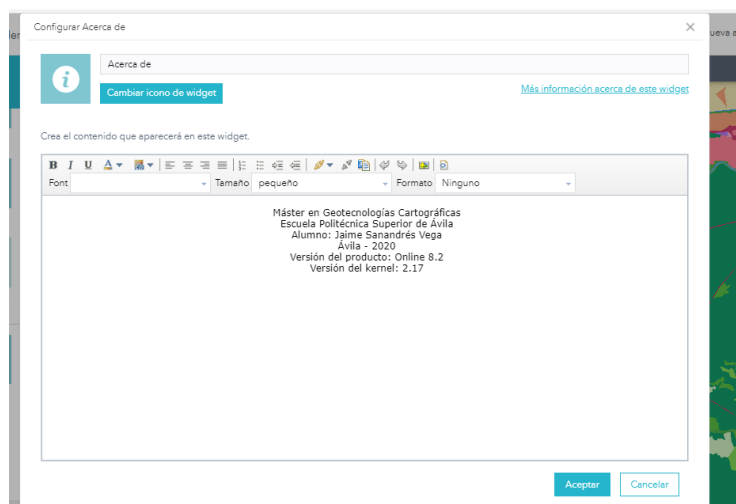 Configurar Acerca de
Acerca de
Cambiar icono de widget
Más información acerca de este widget
Crea el contenido que aparecerá en este widget.
B I U A
Font Tamaño pequeño Formato Ninguno
Máster en Geotecnologías Cartográficas
Escuela Politécnica Superior de Ávila
Alumno: Jaime Sanandrés Vega
Ávila - 2020
Versión del producto: Online 8.2
Versión del kernel: 2.17
Aceptar Cancelar